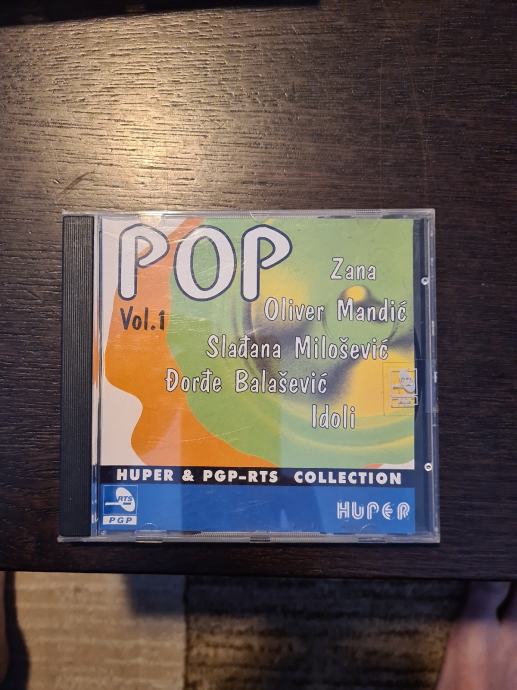 POP
Vol.1
Zana
Oliver Mandić
Slađana Milošević
Đorđe Balašević
Idoli
HUPER & PGP-RTS COLLECTION
RTS
PGP
HUPER